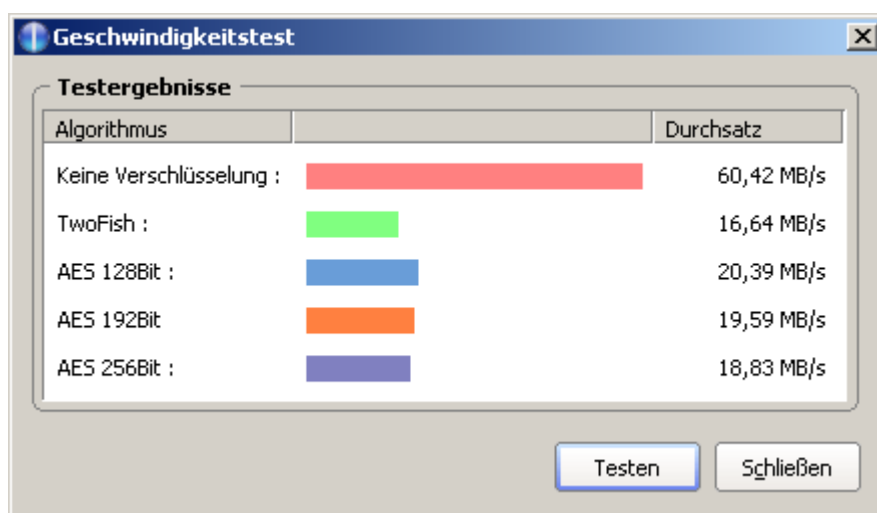 Geschwindigkeitstest
Testergebnisse
Algorithmus Durchsatz
Keine Verschlüsselung : 60,42 MB/s
TwoFish : 16,64 MB/s
AES 128Bit : 20,39 MB/s
AES 192Bit 19,59 MB/s
AES 256Bit : 18,83 MB/s
Testen Schließen